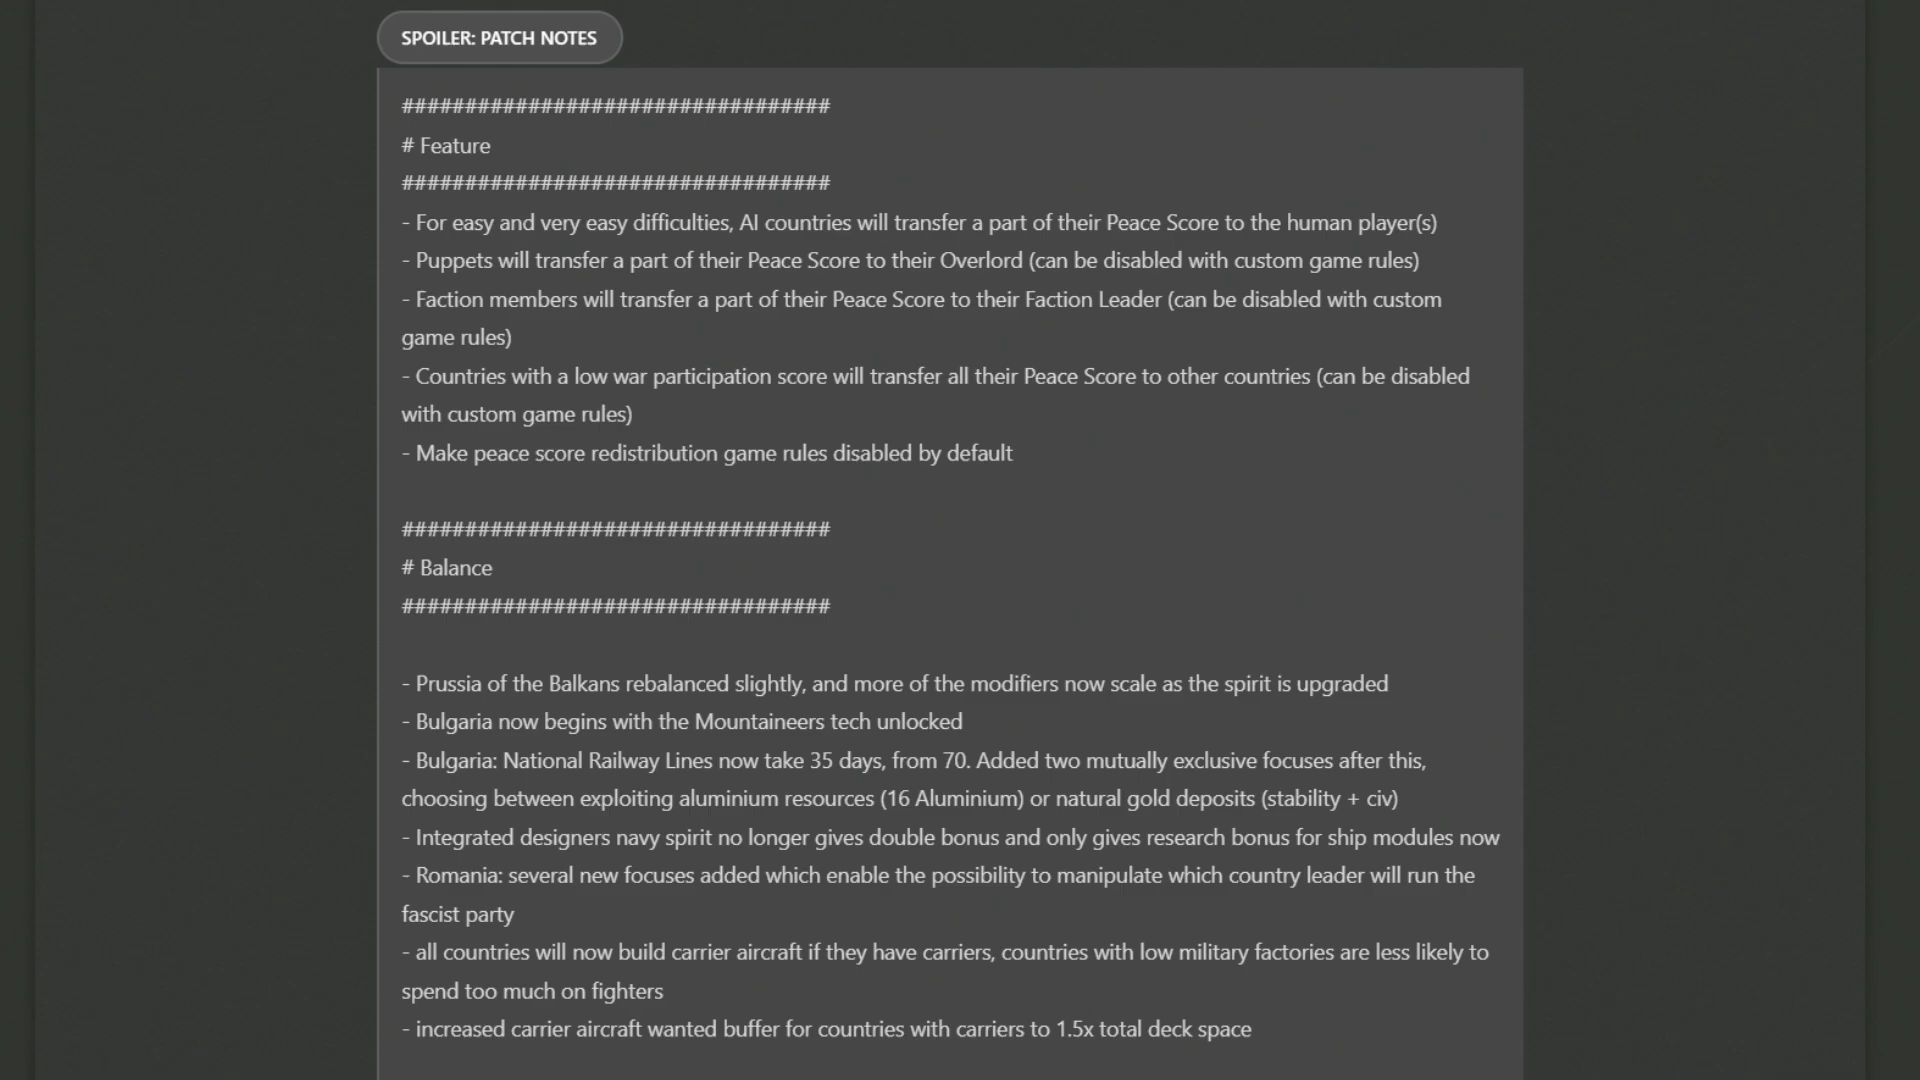 SPOILER: PATCH NOTES
##################################
# Feature
##################################
- For easy and very easy difficulties, AI countries will transfer a part of their Peace Score to the human player(s)
- Puppets will transfer a part of their Peace Score to their Overlord (can be disabled with custom game rules)
- Faction members will transfer a part of their Peace Score to their Faction Leader (can be disabled with custom
game rules)
- Countries with a low war participation score will transfer all their Peace Score to other countries (can be disabled
with custom game rules)
- Make peace score redistribution game rules disabled by default
##################################
# Balance
##################################
- Prussia of the Balkans rebalanced slightly, and more of the modifiers now scale as the spirit is upgraded
- Bulgaria now begins with the Mountaineers tech unlocked
- Bulgaria: National Railway Lines now take 35 days, from 70. Added two mutually exclusive focuses after this,
choosing between exploiting aluminium resources (16 Aluminium) or natural gold deposits (stability + civ)
- Integrated designers navy spirit no longer gives double bonus and only gives research bonus for ship modules now
- Romania: several new focuses added which enable the possibility to manipulate which country leader will run the
fascist party
- all countries will now build carrier aircraft if they have carriers, countries with low military factories are less likely to
spend too much on fighters
- increased carrier aircraft wanted buffer for countries with carriers to 1.5x total deck space